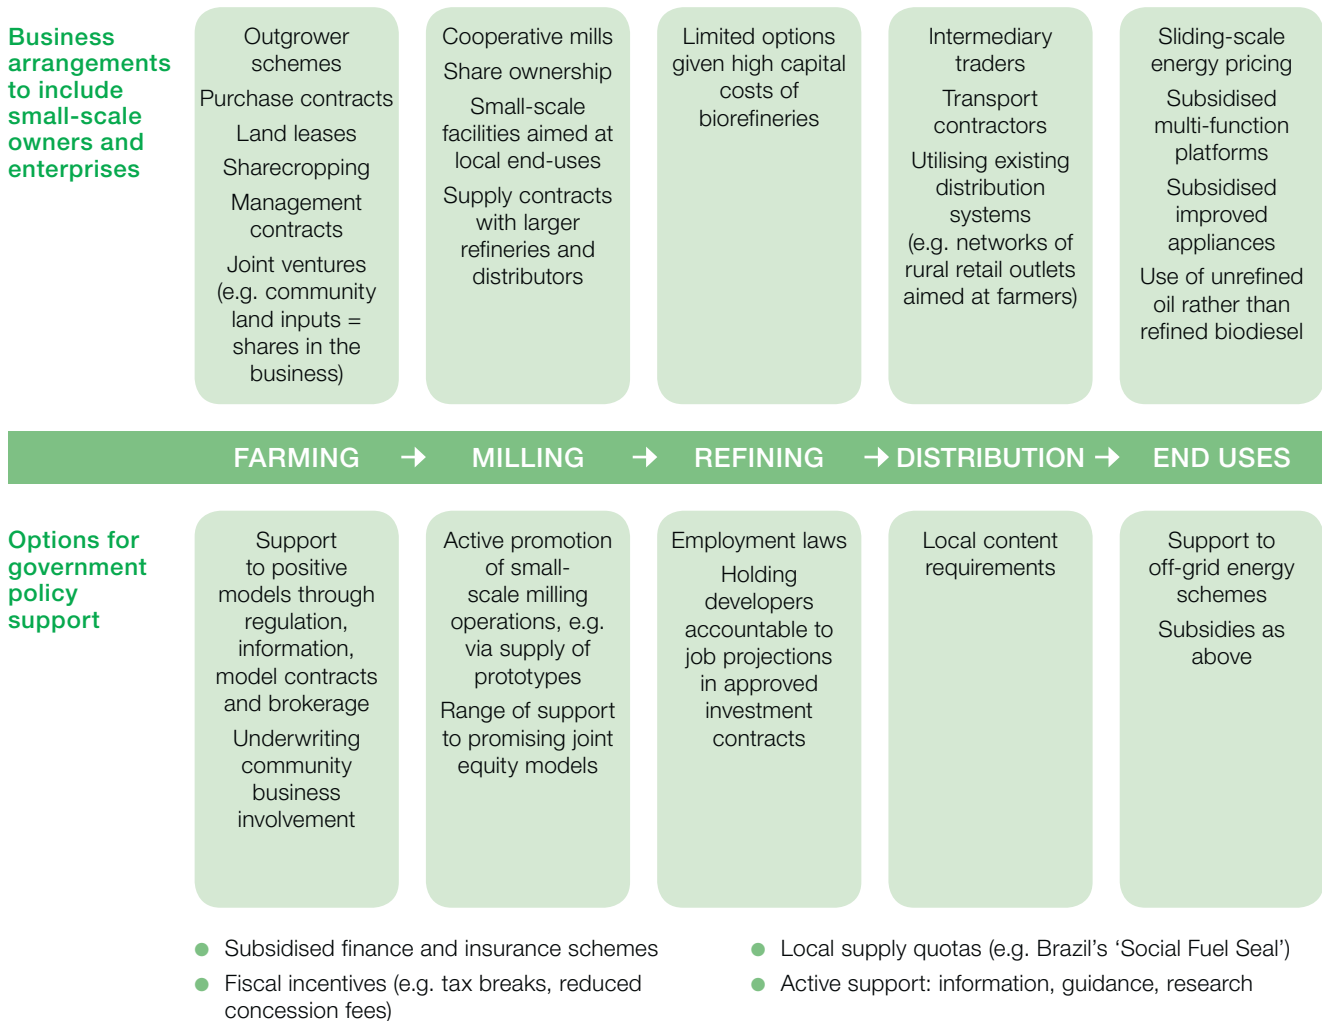 Business
arrangements
to include
small-scale
owners and
enterprises
Outgrower
schemes
Purchase contracts
Land leases
Sharecropping
Management
contracts
Joint ventures
(e.g. community
land inputs =
shares in the
business)
Cooperative mills
Share ownership
Small-scale
facilities aimed at
local end-uses
Supply contracts
with larger
refineries and
distributors
Limited options
given high capital
costs of
biorefineries
Intermediary
traders
Transport
contractors
Utilising existing
distribution
systems
(e.g. networks of
rural retail outlets
aimed at farmers)
Sliding-scale
energy pricing
Subsidised
multi-function
platforms
Subsidised
improved
appliances
Use of unrefined
oil rather than
refined biodiesel
FARMING → MILLING → REFINING → DISTRIBUTION → END USES
Options for
government
policy
support
Support
to positive
models through
regulation,
information,
model contracts
and brokerage
Underwriting
community
business
involvement
Active promotion
of small-
scale milling
operations, e.g.
via supply of
prototypes
Range of support
to promising joint
equity models
Employment laws
Holding
developers
accountable to
job projections
in approved
investment
contracts
Local content
requirements
Support to
off-grid energy
schemes
Subsidies as
above
● Subsidised finance and insurance schemes
● Fiscal incentives (e.g. tax breaks, reduced
concession fees)
● Local supply quotas (e.g. Brazil's 'Social Fuel Seal')
● Active support: information, guidance, research